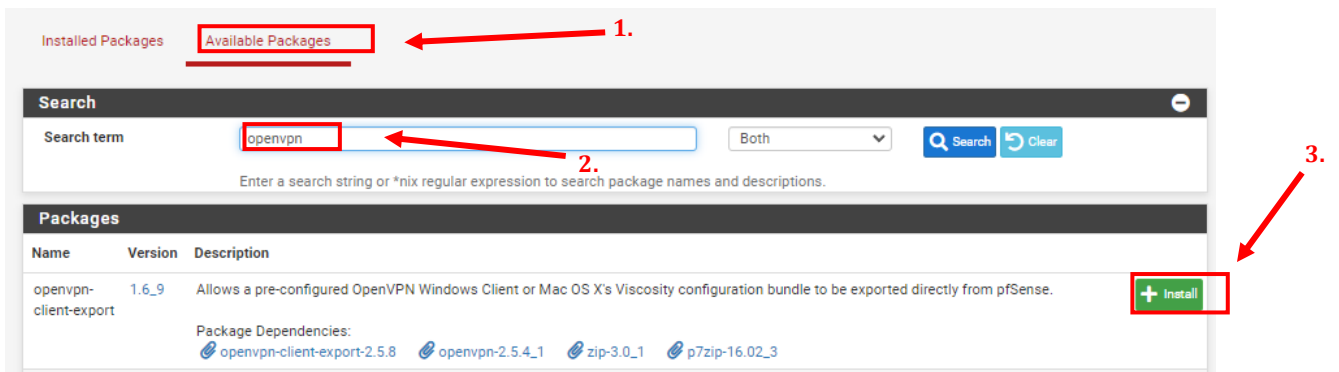 1.
Installed Packages Available Packages
Search
Search term openvpn Both Search Clear
2.
3.
Enter a search string or *nix regular expression to search package names and descriptions.
Packages
Name Version Description
openvpn- 1.6_9 Allows a pre-configured OpenVPN Windows Client or Mac OS X's Viscosity configuration bundle to be exported directly from pfSense. Install
client-export
Package Dependencies:
openvpn-client-export-2.5.8 openvpn-2.5.4_1 zip-3.0_1 p7zip-16.02_3